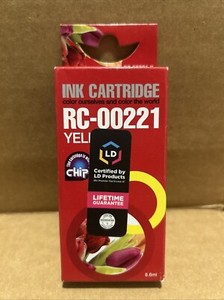 INK CARTRIDGE
color ourselves and color the world
RC-00221
YEL
CHIP
LD
Certified by
LD Products
LIFETIME
GUARANTEE
6.6ml